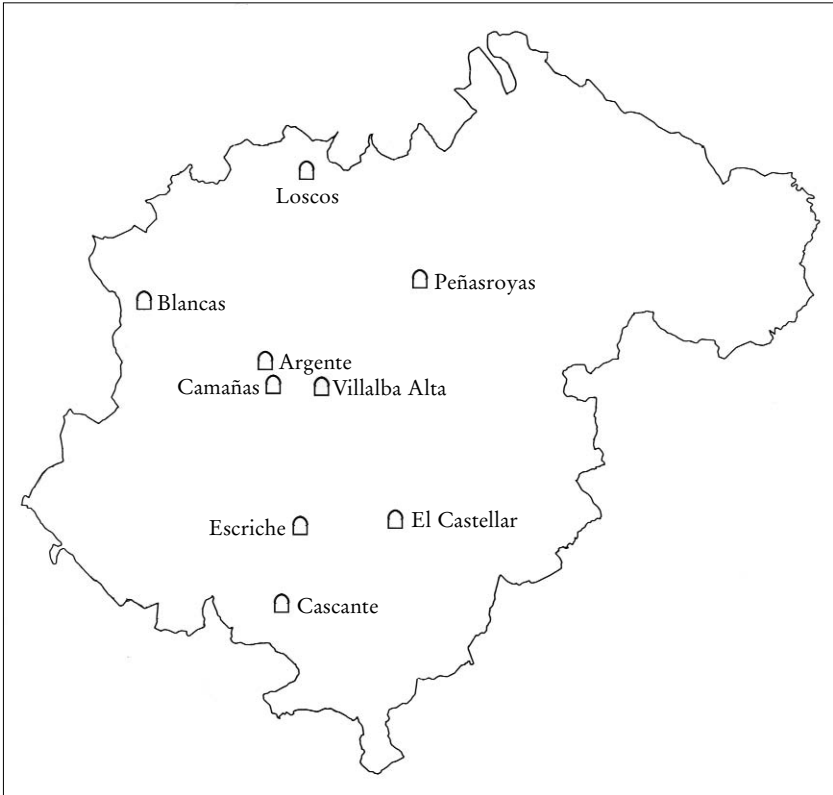 Loscos
Peñasroyas
Blancas
Argente
Camañas
Villalba Alta
Escriche
El Castellar
Cascante